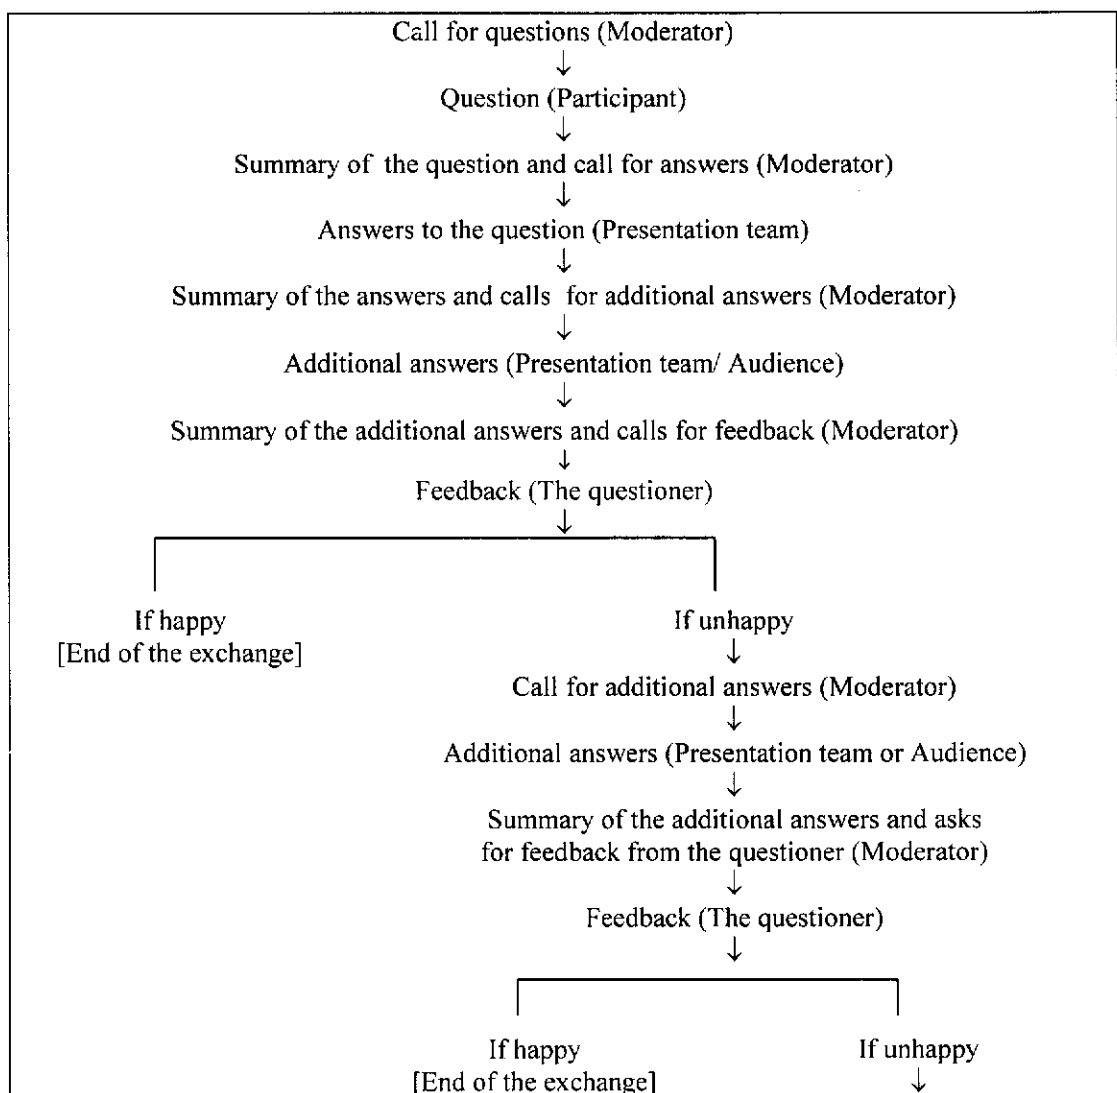 Call for questions (Moderator)
↓
Question (Participant)
↓
Summary of the question and call for answers (Moderator)
↓
Answers to the question (Presentation team)
↓
Summary of the answers and calls for additional answers (Moderator)
↓
Additional answers (Presentation team/ Audience)
↓
Summary of the additional answers and calls for feedback (Moderator)
↓
Feedback (The questioner)
↓
If happy
[End of the exchange]
If unhappy
↓
Call for additional answers (Moderator)
↓
Additional answers (Presentation team or Audience)
↓
Summary of the additional answers and asks
for feedback from the questioner (Moderator)
↓
Feedback (The questioner)
↓
If happy
[End of the exchange]
If unhappy
↓